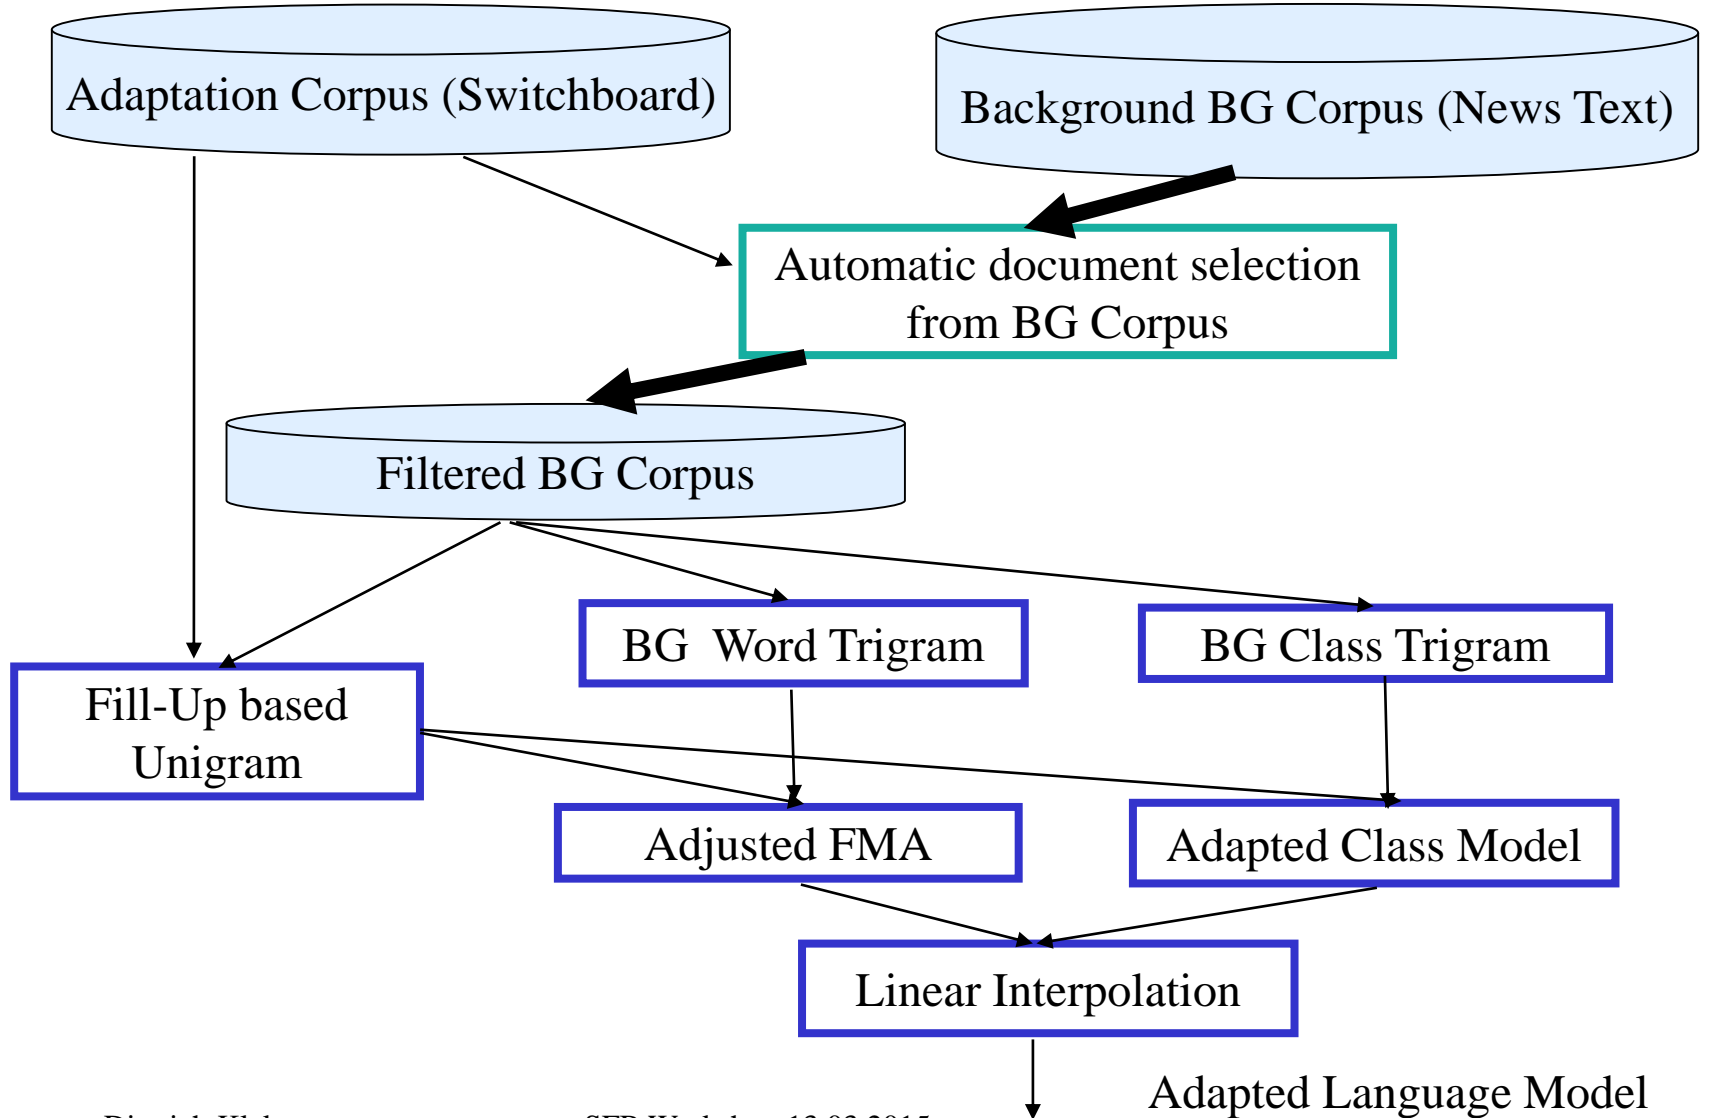 Adaptation Corpus (Switchboard)
Background BG Corpus (News Text)
Automatic document selection
from BG Corpus
Filtered BG Corpus
BG Word Trigram
BG Class Trigram
Fill-Up based
Unigram
Adjusted FMA
Adapted Class Model
Linear Interpolation
Adapted Language Model